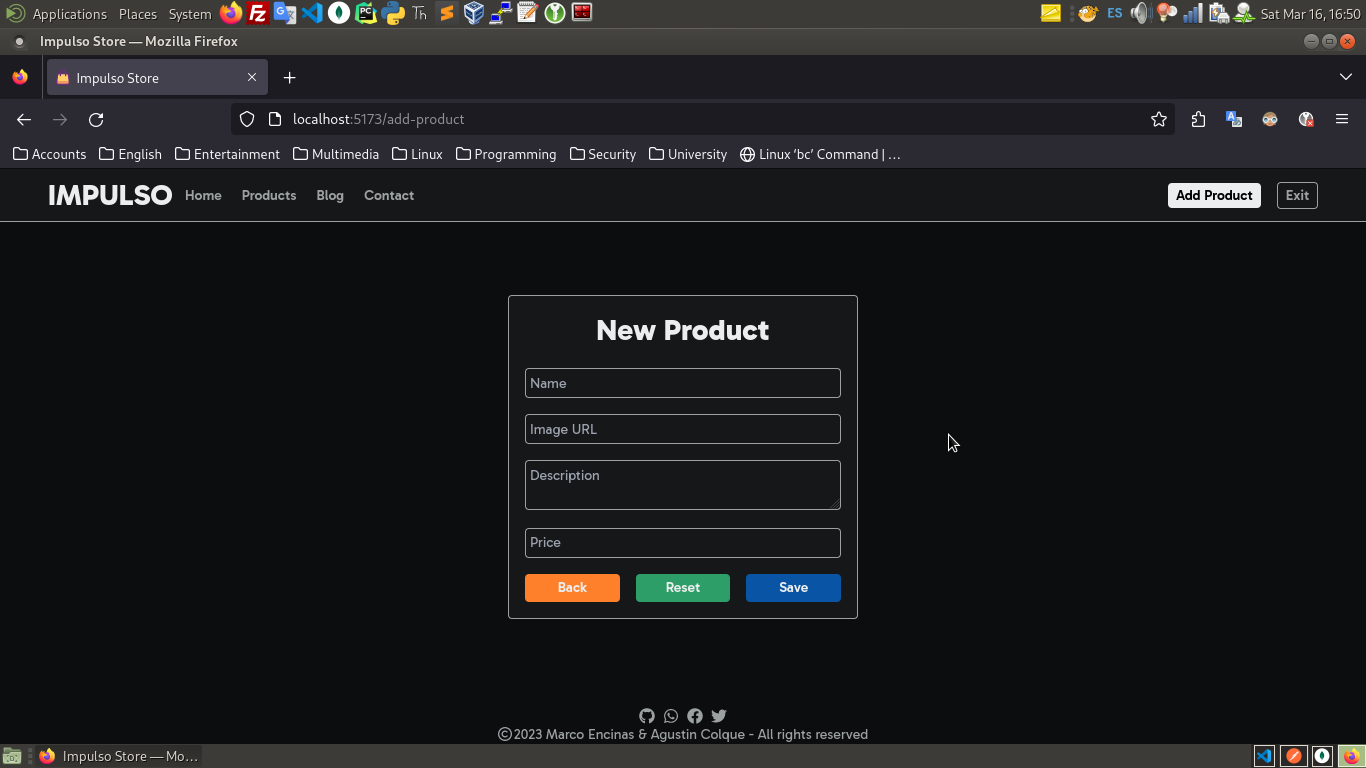 Applications Places System Th ES Sat Mar 16, 16:50
Impulso Store — Mozilla Firefox
Impulso Store
localhost:5173/add-product
Accounts English Entertainment Multimedia Linux Programming Security University Linux ‘bc’ Command | …
IMPULSO Home Products Blog Contact Add Product Exit
New Product
Name
Image URL
Description
Price
Back Reset Save
©2023 Marco Encinas & Agustin Colque - All rights reserved
Impulso Store — Mo…